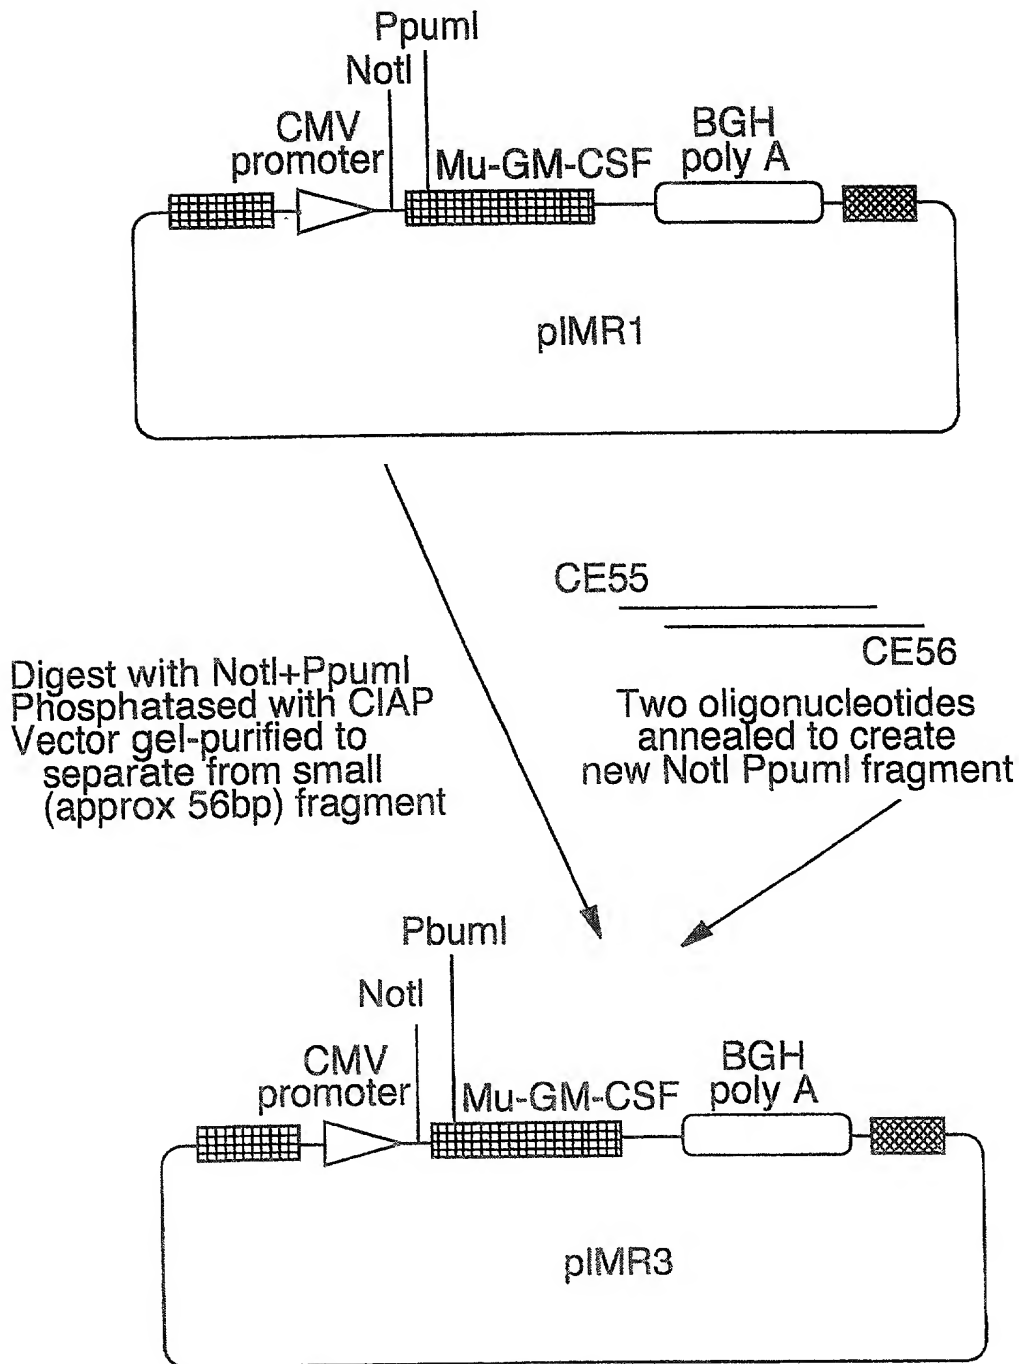 PpumI
NotI
CMV
promoter
Mu-GM-CSF
BGH
poly A
pIMR1
CE55
CE56
Digest with NotI+PpumI
Phosphatased with CIAP
Vector gel-purified to
separate from small
(approx 56bp) fragment
Two oligonucleotides
annealed to create
new NotI PpumI fragment
PbumI
NotI
CMV
promoter
Mu-GM-CSF
BGH
poly A
pIMR3